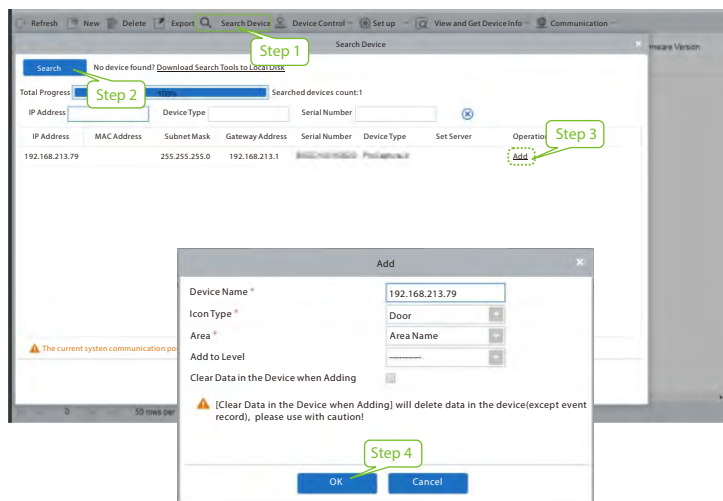 Refresh New Delete Export Search Device Device Control Set up View and Get Device Info Communication
Step 1
Search Device
mware Version
Search No device found? Download Search Tools to Local Disk
Step 2
Total Progress 100% Searched devices count:1
IP Address Device Type Serial Number
IP Address MAC Address Subnet Mask Gateway Address Serial Number Device Type Set Server Operation
Step 3
192.168.213.79 255.255.255.0 192.168.213.1 Add
Add
Device Name * 192.168.213.79
Icon Type * Door
Area * Area Name
Add to Level ----------
Clear Data in the Device when Adding
The current systen communication po
[Clear Data in the Device when Adding] will delete data in the device(except event
record), please use with caution!
0 50 rows per
Step 4
OK Cancel